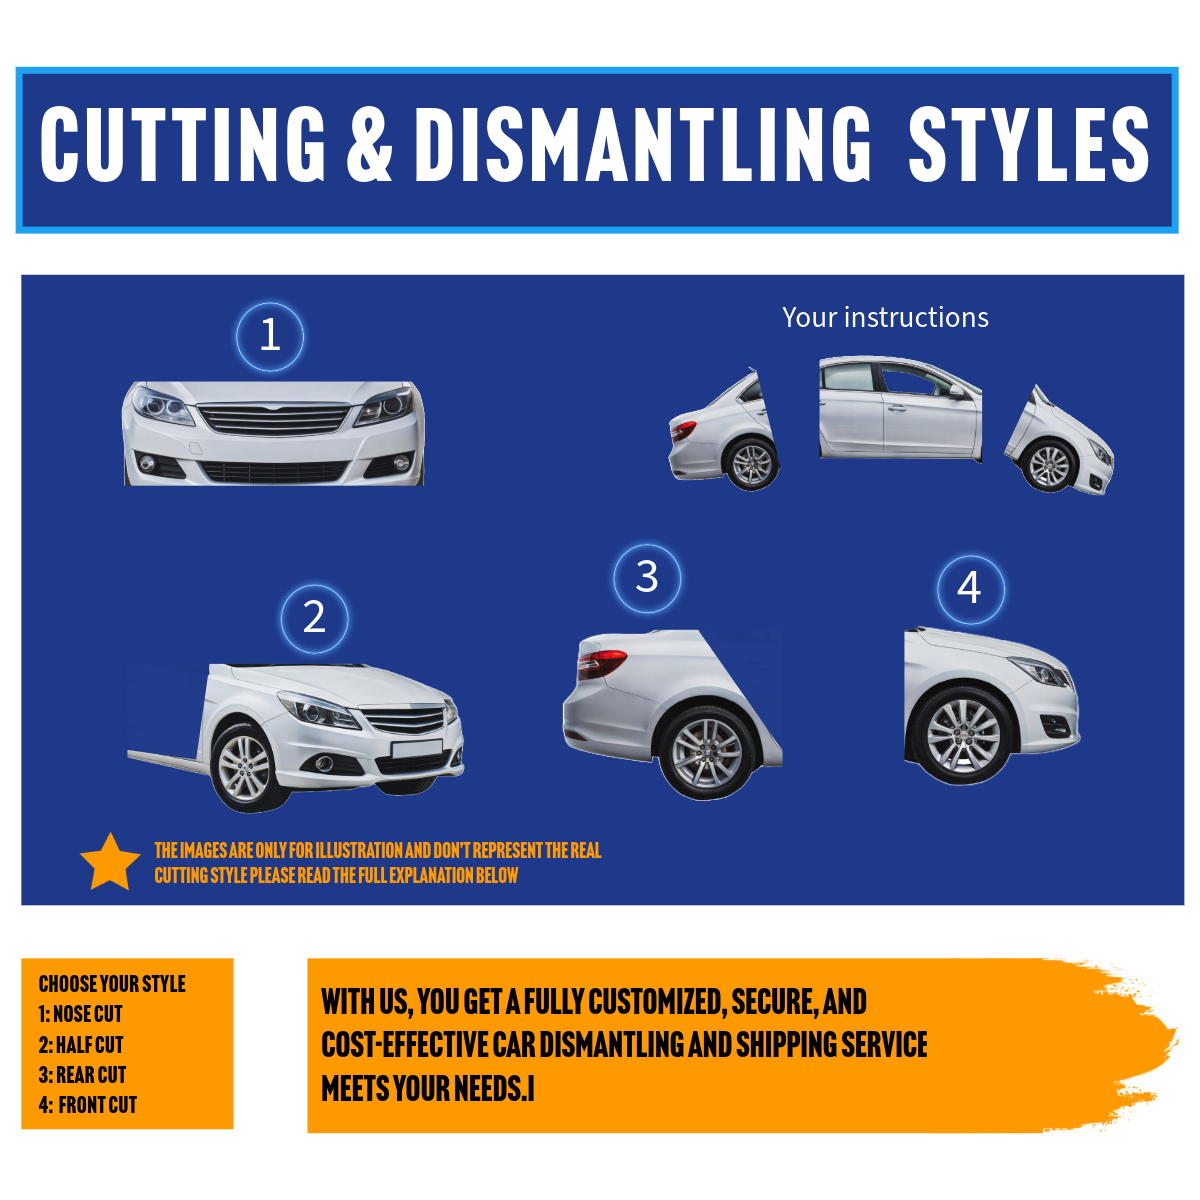 CUTTING & DISMANTLING STYLES
1
Your instructions
2
3
4
THE IMAGES ARE ONLY FOR ILLUSTRATION AND DON'T REPRESENT THE REAL
CUTTING STYLE PLEASE READ THE FULL EXPLANATION BELOW
CHOOSE YOUR STYLE
1: NOSE CUT
2: HALF CUT
3: REAR CUT
4: FRONT CUT
WITH US, YOU GET A FULLY CUSTOMIZED, SECURE, AND
COST-EFFECTIVE CAR DISMANTLING AND SHIPPING SERVICE
MEETS YOUR NEEDS.I